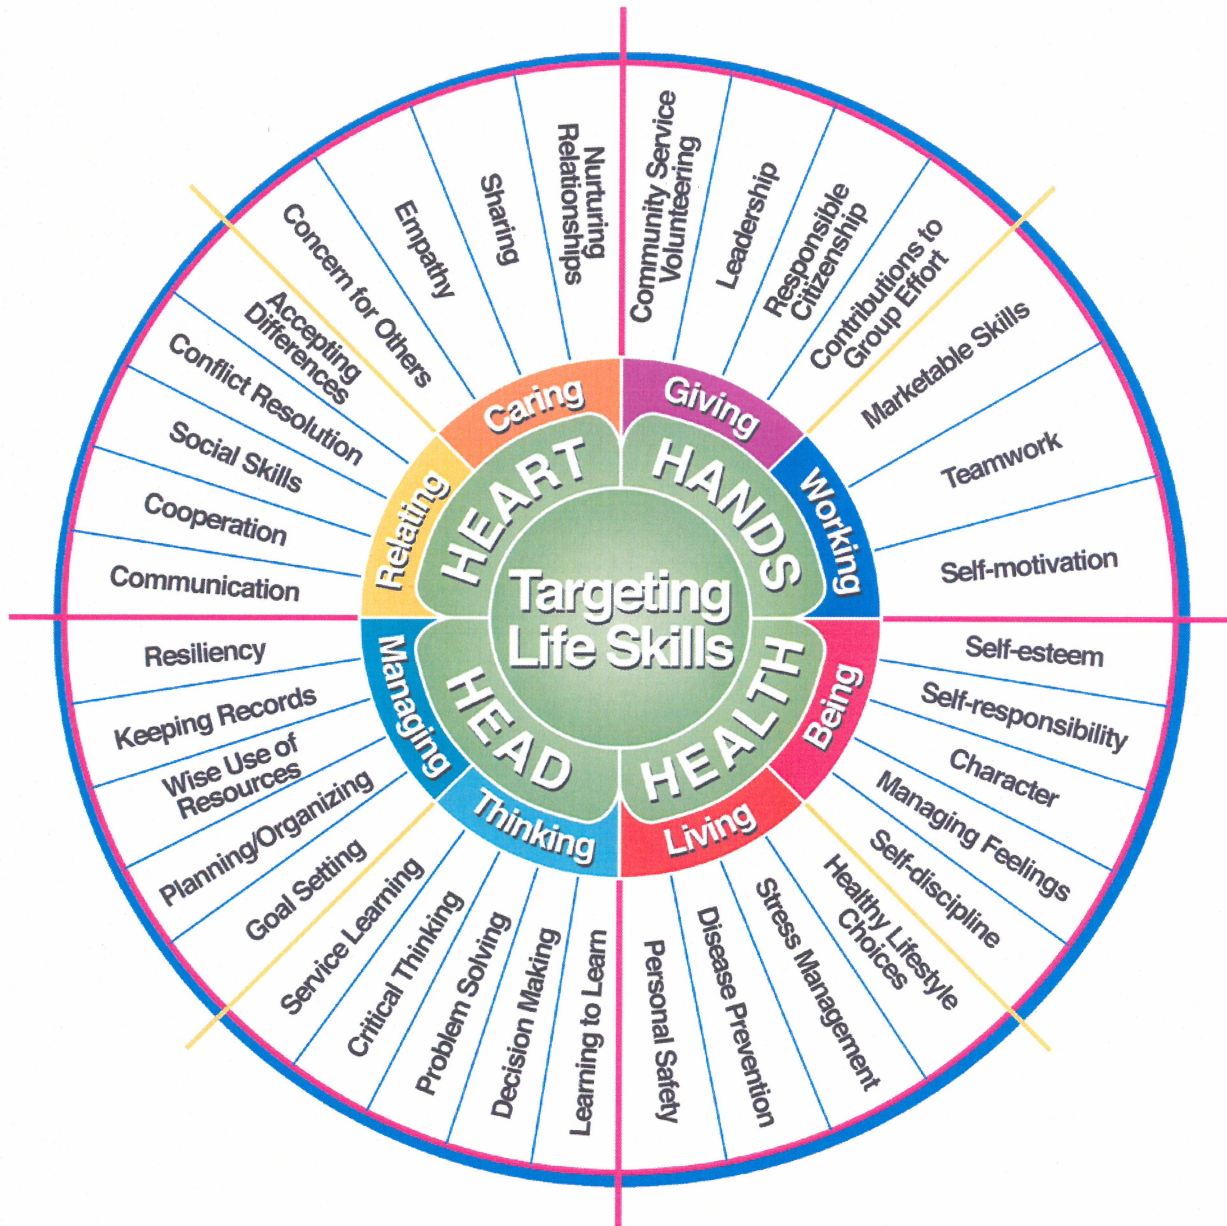 Targeting
Life Skills
HEART
Caring
Nurturing
Relationships
Sharing
Empathy
Concern for Others
Relating
Accepting
Differences
Conflict Resolution
Social Skills
Cooperation
Communication
HANDS
Giving
Community Service
Volunteering
Leadership
Responsible
Citizenship
Contributions to
Group Effort
Working
Marketable Skills
Teamwork
Self-motivation
HEALTH
Being
Self-esteem
Self-responsibility
Character
Managing Feelings
Self-discipline
Living
Healthy Lifestyle
Choices
Stress Management
Disease Prevention
Personal Safety
HEAD
Thinking
Learning to Learn
Decision Making
Problem Solving
Critical Thinking
Service Learning
Managing
Goal Setting
Planning/Organizing
Wise Use of
Resources
Keeping Records
Resiliency